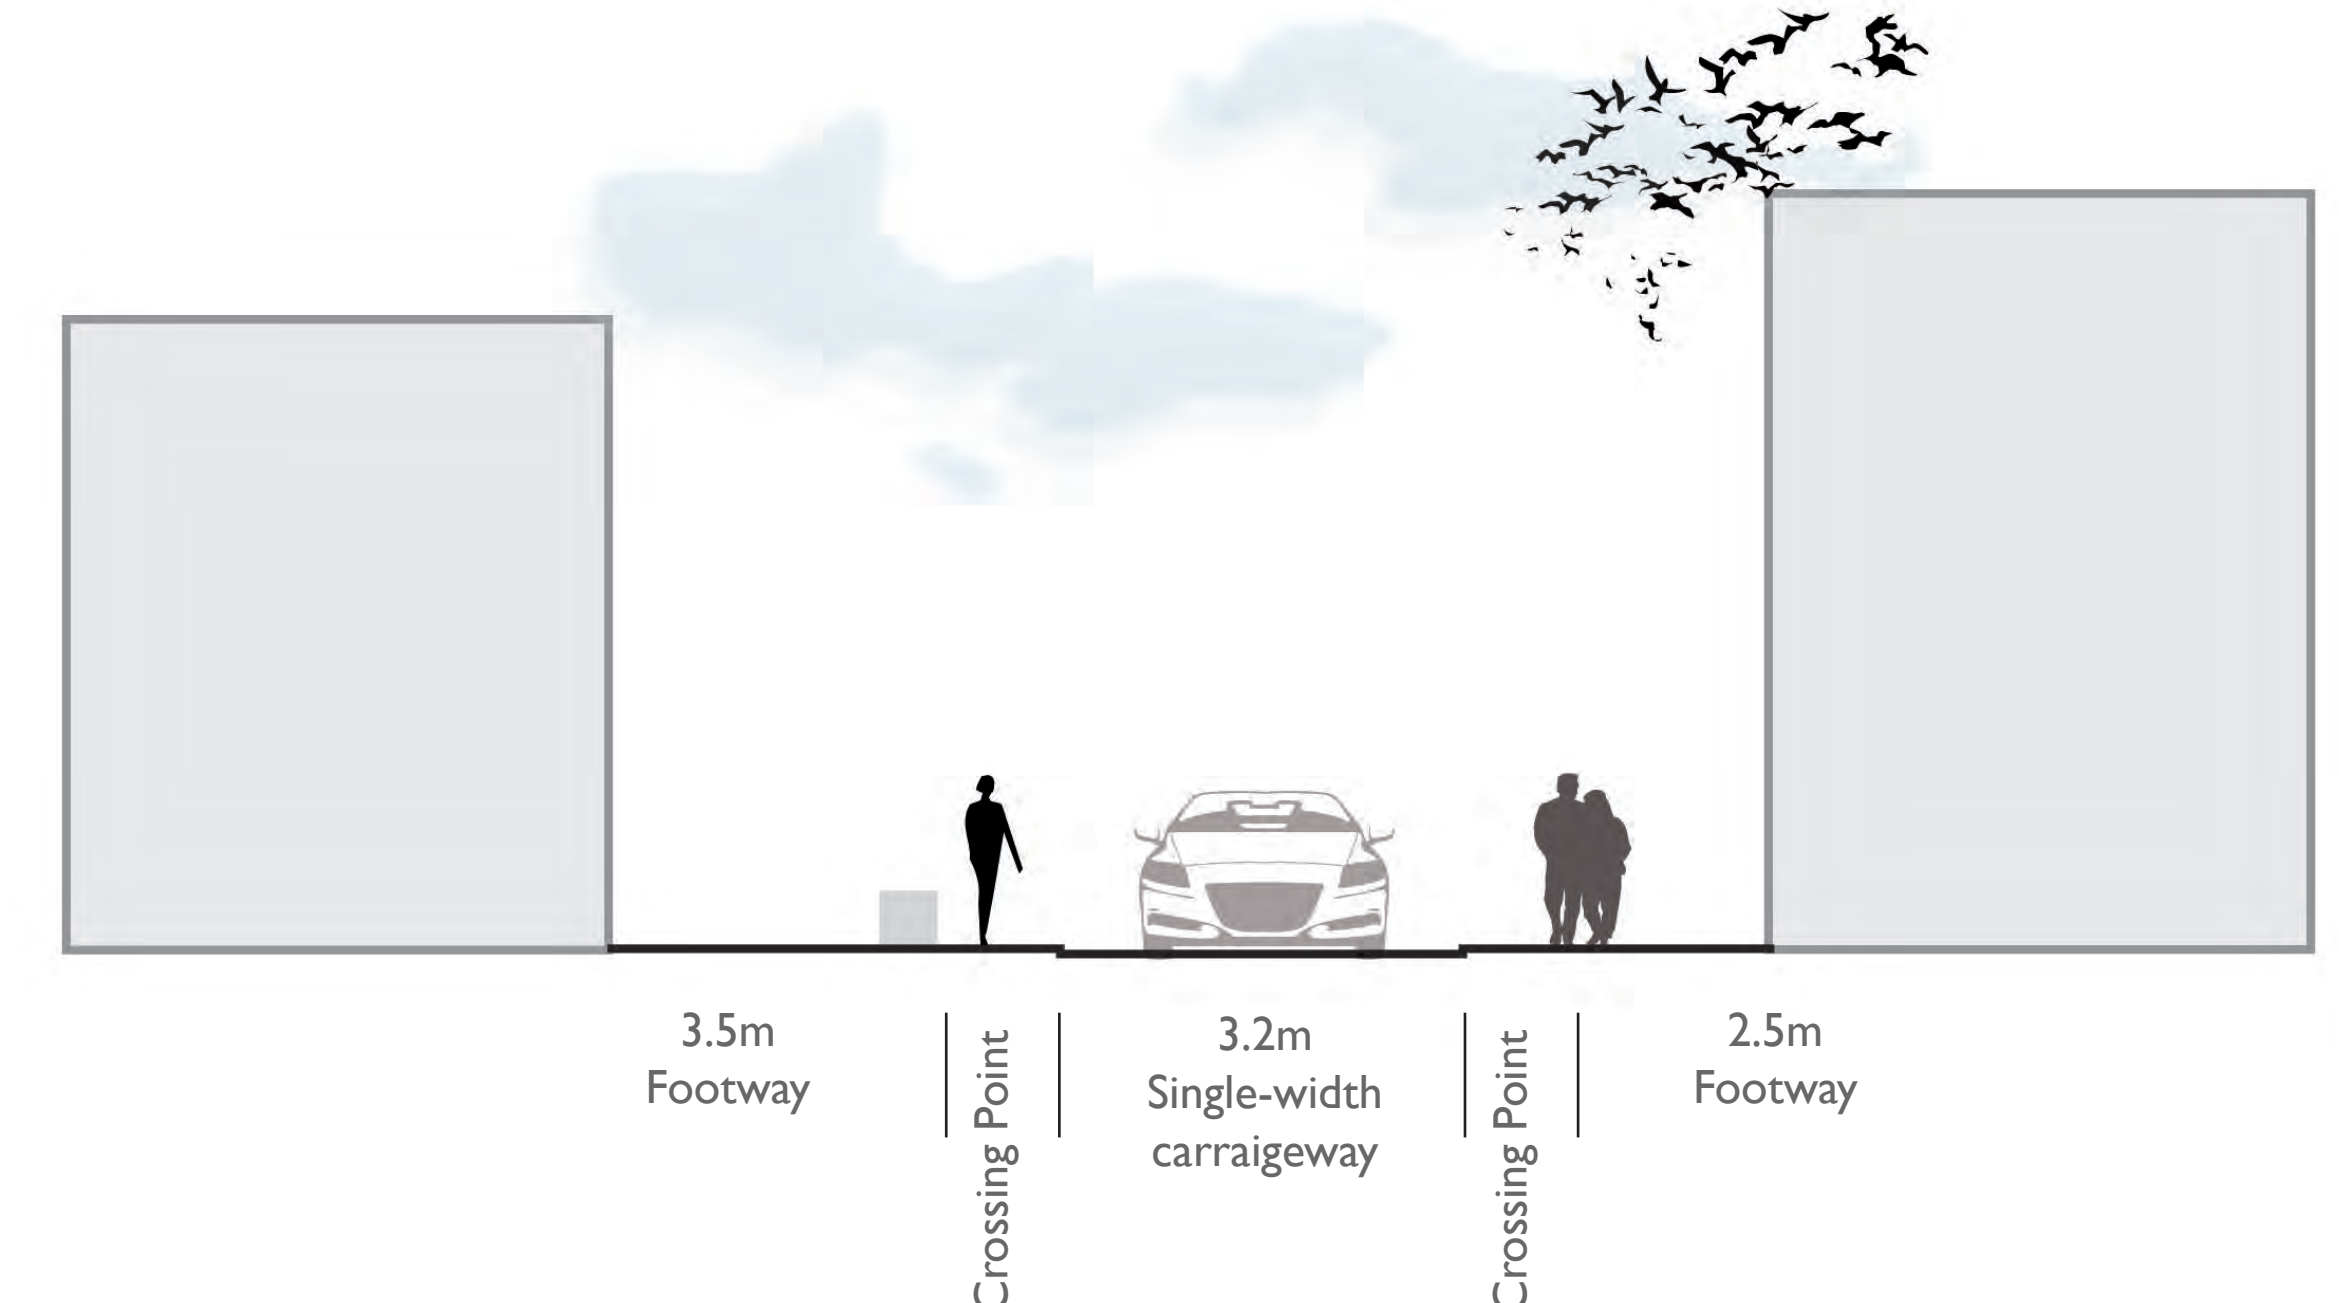 3.5m
Footway
Crossing Point
3.2m
Single-width
carraigeway
Crossing Point
2.5m
Footway